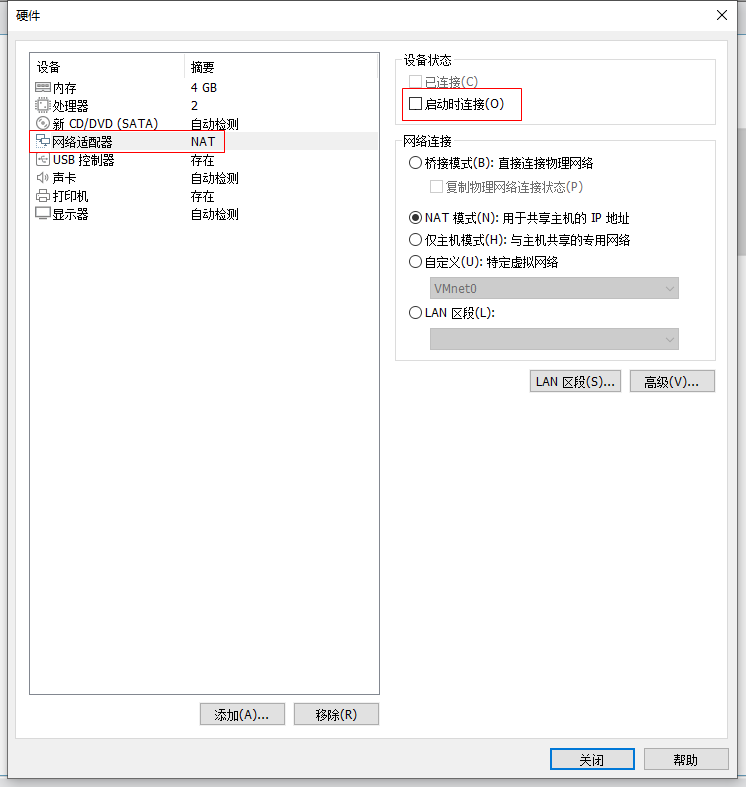 硬件
设备 摘要
内存 4 GB
处理器 2
新 CD/DVD (SATA) 自动检测
网络适配器 NAT
USB 控制器 存在
声卡 自动检测
打印机 存在
显示器 自动检测
添加(A)... 移除(R)
设备状态
已连接(C)
启动时连接(O)
网络连接
桥接模式(B): 直接连接物理网络
复制物理网络连接状态(P)
NAT 模式(N): 用于共享主机的 IP 地址
仅主机模式(H): 与主机共享的专用网络
自定义(U): 特定虚拟网络
VMnet0
LAN 区段(L):
LAN 区段(S)... 高级(V)...
关闭 帮助